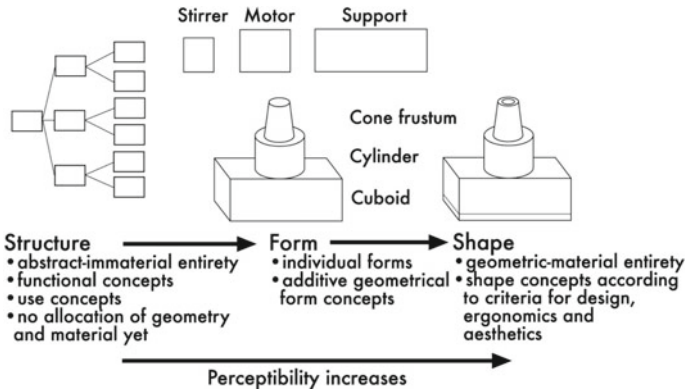 Stirrer Motor Support
Cone frustum
Cylinder
Cuboid
Structure
• abstract-immaterial entirety
• functional concepts
• use concepts
• no allocation of geometry
and material yet
Form
• individual forms
• additive geometrical
form concepts
Shape
• geometric-material entirety
• shape concepts according
to criteria for design,
ergonomics and
aesthetics
Perceptibility increases